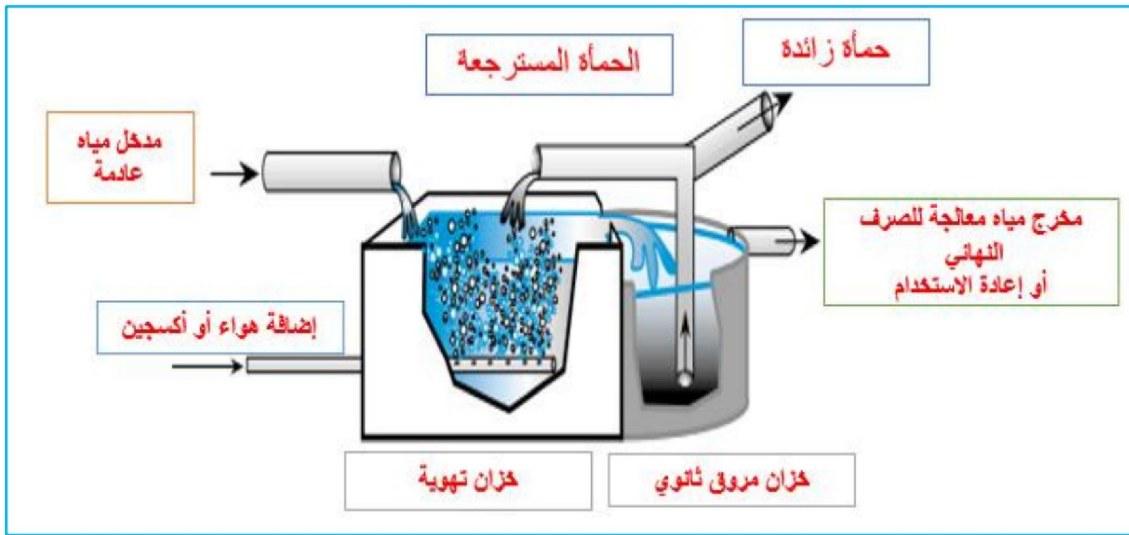 حمأة زائدة
الحمأة المسترجعة
مدخل مياه
عادمة
مخرج مياه معالجة للصرف
النهائي
أو إعادة الاستخدام
إضافة هواء أو أكسجين
خزان مروق ثانوي
خزان تهوية